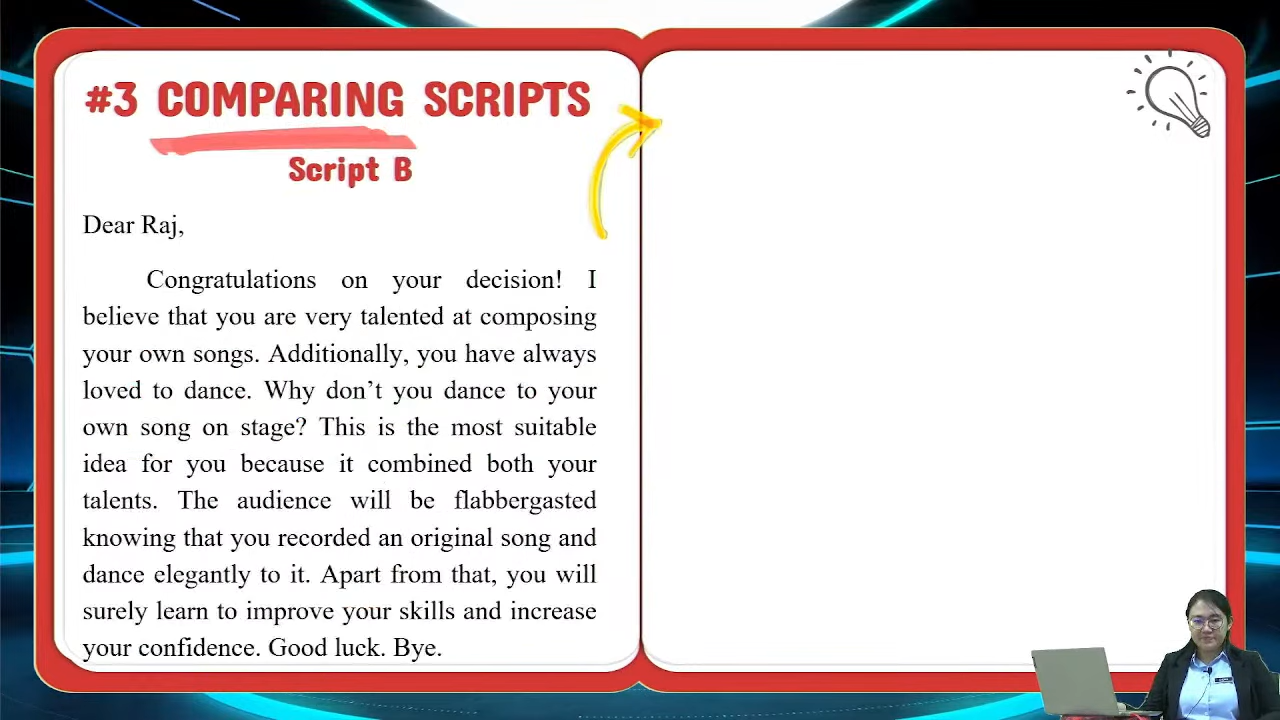 #3 COMPARING SCRIPTS
Script B
Dear Raj,
Congratulations on your decision! I
believe that you are very talented at composing
your own songs. Additionally, you have always
loved to dance. Why don’t you dance to your
own song on stage? This is the most suitable
idea for you because it combined both your
talents. The audience will be flabbergasted
knowing that you recorded an original song and
dance elegantly to it. Apart from that, you will
surely learn to improve your skills and increase
your confidence. Good luck. Bye.